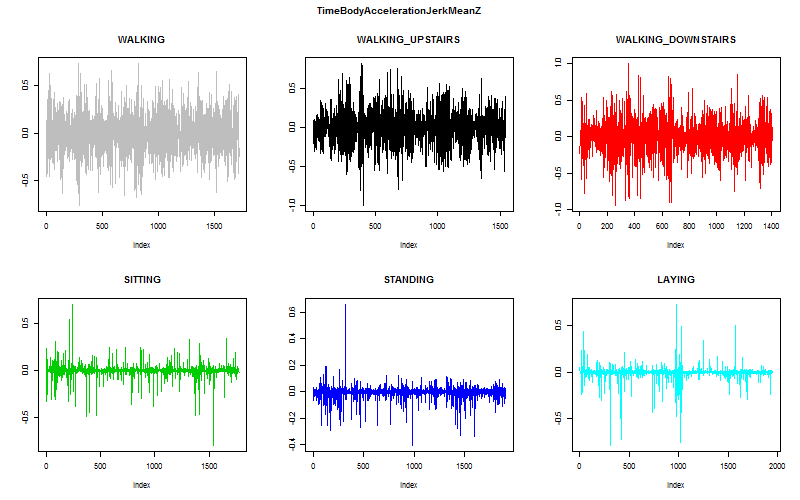 TimeBodyAccelerationJerkMeanZ
WALKING
WALKING_UPSTAIRS
WALKING_DOWNSTAIRS
0.5
0.0
-0.5
0 500 1000 1500
Index
0.5
0.0
-0.5
-1.0
0 500 1000 1500
Index
1.0
0.5
0.0
-0.5
-1.0
0 200 400 600 800 1000 1200 1400
Index
SITTING
STANDING
LAYING
0.5
0.0
-0.5
0 500 1000 1500
Index
0.6
0.4
0.2
0.0
-0.2
-0.4
0 500 1000 1500
Index
0.5
0.0
-0.5
0 500 1000 1500 2000
Index